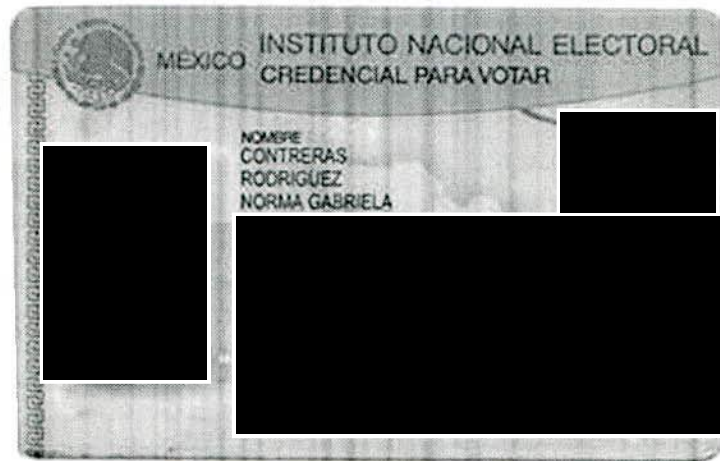 MÉXICO INSTITUTO NACIONAL ELECTORAL
CREDENCIAL PARA VOTAR
NOMBRE
CONTRERAS
RODRIGUEZ
NORMA GABRIELA